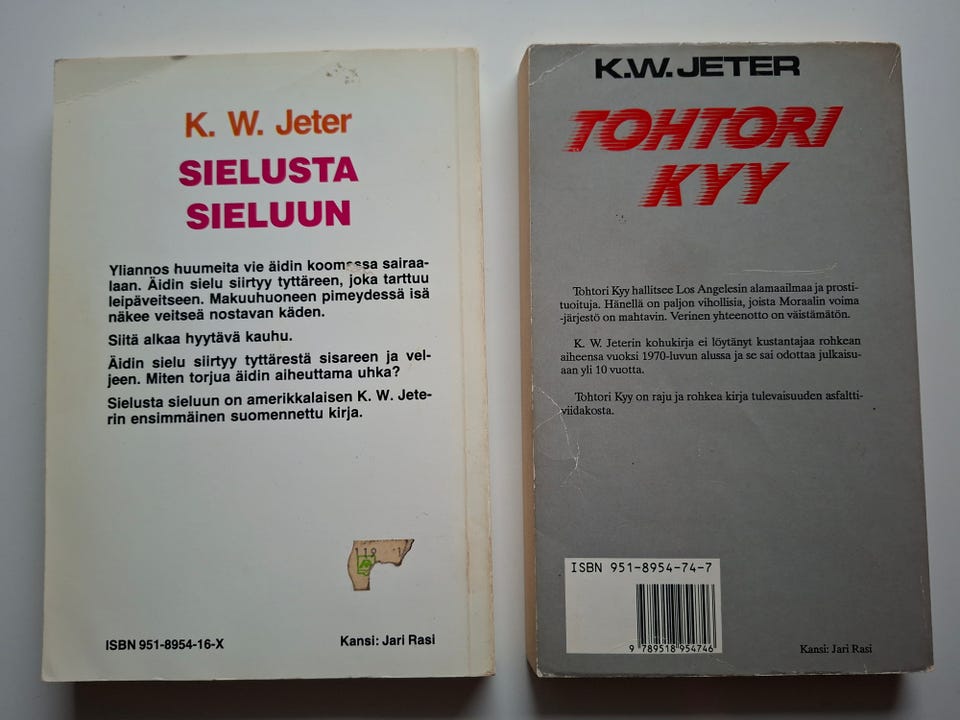 K. W. Jeter
SIELUSTA
SIELUUN
Yliannos huumeita vie äidin koomassa sairaa-
laan. Äidin sielu siirtyy tyttäreen, joka tarttuu
leipäveitseen. Makuuhuoneen pimeydessä isä
näkee veitseä nostavan käden.
Siitä alkaa hyytävä kauhu.
Äidin sielu siirtyy tyttärestä sisareen ja vel-
jeen. Miten torjua äidin aiheuttama uhka?
Sielusta sieluun on amerikkalaisen K. W. Jete-
rin ensimmäinen suomennettu kirja.
119
ISBN 951-8954-16-X
Kansi: Jari Rasi
K.W. JETER
TOHTORI
KYY
Tohtori Kyy hallitsee Los Angelesin alamaailmaa ja prosti-
tuoituja. Hänellä on paljon vihollisia, joista Moraalin voima
-järjestö on mahtavin. Verinen yhteenotto on väistämätön.
K. W. Jeterin kohukirja ei löytänyt kustantajaa rohkean
aiheensa vuoksi 1970-luvun alussa ja se sai odottaa julkaisu-
aan yli 10 vuotta.
Tohtori Kyy on raju ja rohkea kirja tulevaisuuden asfaltti-
viidakosta.
ISBN 951-8954-74-7
9 789518 954746
Kansi: Jari Rasi